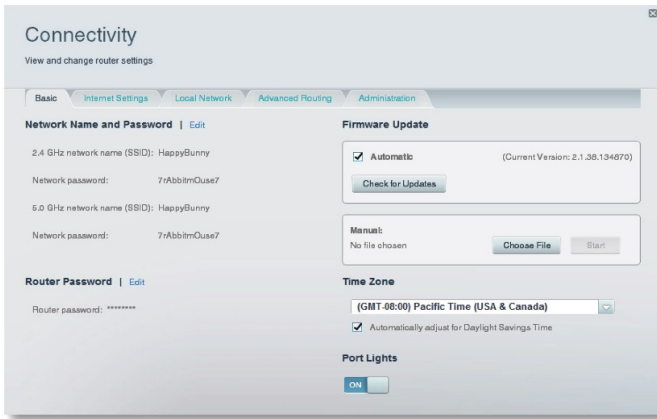 Connectivity
View and change router settings
Basic
Internet Settings
Local Network
Advanced Routing
Administration
Network Name and Password | Edit
2.4 GHz network name (SSID): HappyBunny
Network password: 7rAbbitmOuse7
5.0 GHz network name (SSID): HappyBunny
Network password: 7rAbbitmOuse7
Router Password | Edit
Router password: ********
Firmware Update
Automatic
(Current Version: 2.1.38.134870)
Check for Updates
Manual:
No file chosen
Choose File
Start
Time Zone
(GMT-08:00) Pacific Time (USA & Canada)
Automatically adjust for Daylight Savings Time
Port Lights
ON